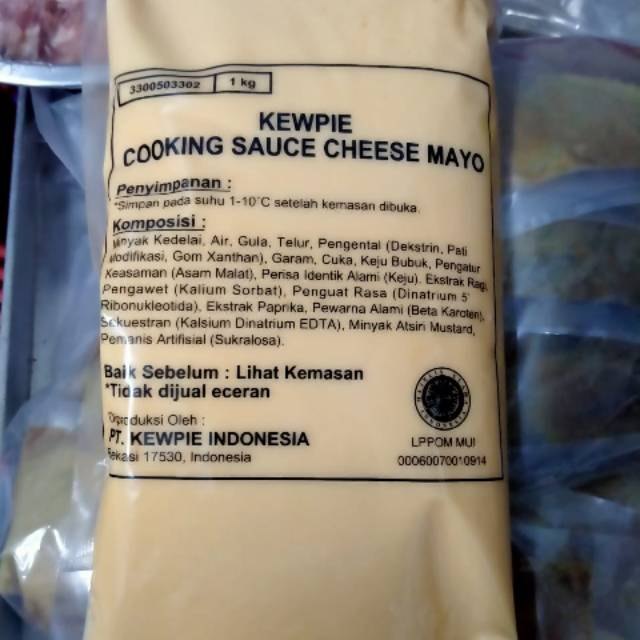 3300503302 1 kg
KEWPIE
COOKING SAUCE CHEESE MAYO
Penyimpanan :
*Simpan pada suhu 1-10°C setelah kemasan dibuka.
Komposisi :
Minyak Kedelai, Air, Gula, Telur, Pengental (Dekstrin, Pati
Modifikasi, Gom Xanthan), Garam, Cuka, Keju Bubuk, Pengatur
Keasaman (Asam Malat), Perisa Identik Alami (Keju), Ekstrak Ragi,
Pengawet (Kalium Sorbat), Penguat Rasa (Dinatrium 5'
Ribonukleotida), Ekstrak Paprika, Pewarna Alami (Beta Karoten),
Sekuestran (Kalsium Dinatrium EDTA), Minyak Atsiri Mustard,
Pemanis Artifisial (Sukralosa).
Baik Sebelum : Lihat Kemasan
*Tidak dijual eceran
Diproduksi Oleh :
PT. KEWPIE INDONESIA
Bekasi 17530, Indonesia
LPPOM MUI
00060070010914